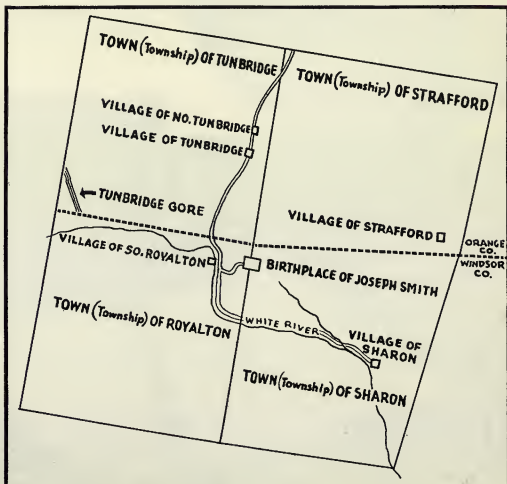 TOWN (Township) OF TUNBRIDGE
TOWN (Township) OF STRAFFORD
VILLAGE OF NO. TUNBRIDGE
VILLAGE OF TUNBRIDGE
TUNBRIDGE GORE
VILLAGE OF STRAFFORD
ORANGE
CO.
WINDSOR
CO.
VILLAGE OF SO. ROYALTON
BIRTHPLACE OF JOSEPH SMITH
TOWN (Township) OF ROYALTON
WHITE RIVER
VILLAGE OF
SHARON
TOWN (Township) OF SHARON